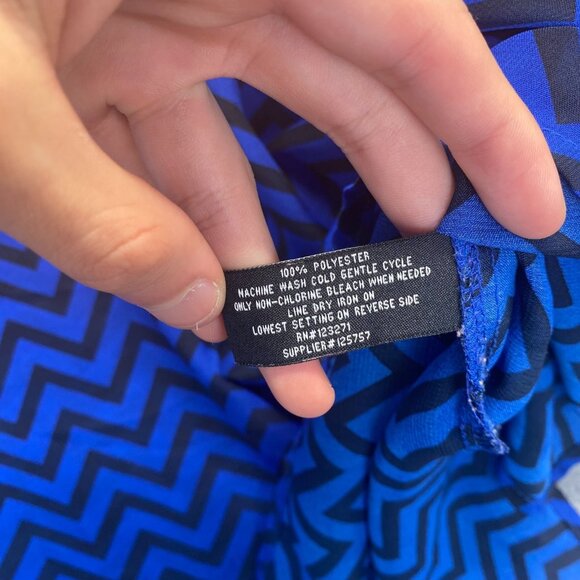 100% POLYESTER
MACHINE WASH COLD GENTLE CYCLE
ONLY NON-CHLORINE BLEACH WHEN NEEDED
LINE DRY IRON ON
LOWEST SETTING ON REVERSE SIDE
RN#123271
SUPPLIER#125757